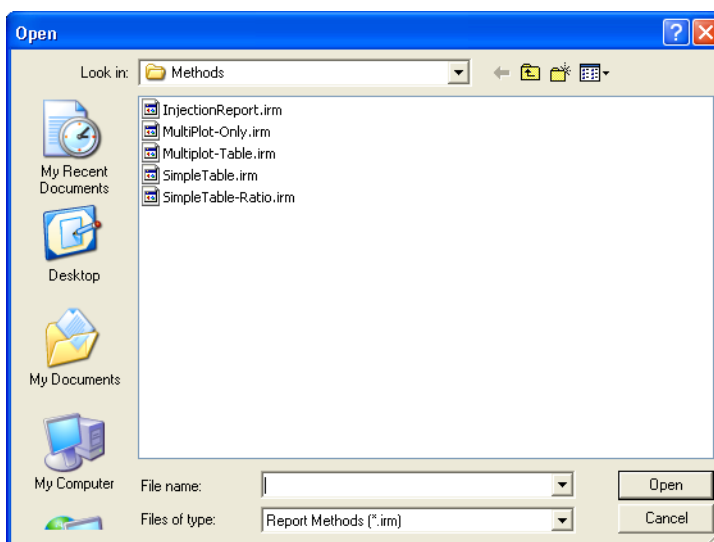 Open
Look in: Methods
InjectionReport.irm
MultiPlot-Only.irm
Multiplot-Table.irm
SimpleTable.irm
SimpleTable-Ratio.irm
My Recent
Documents
Desktop
My Documents
My Computer
File name:
Open
Files of type: Report Methods (*.irm)
Cancel